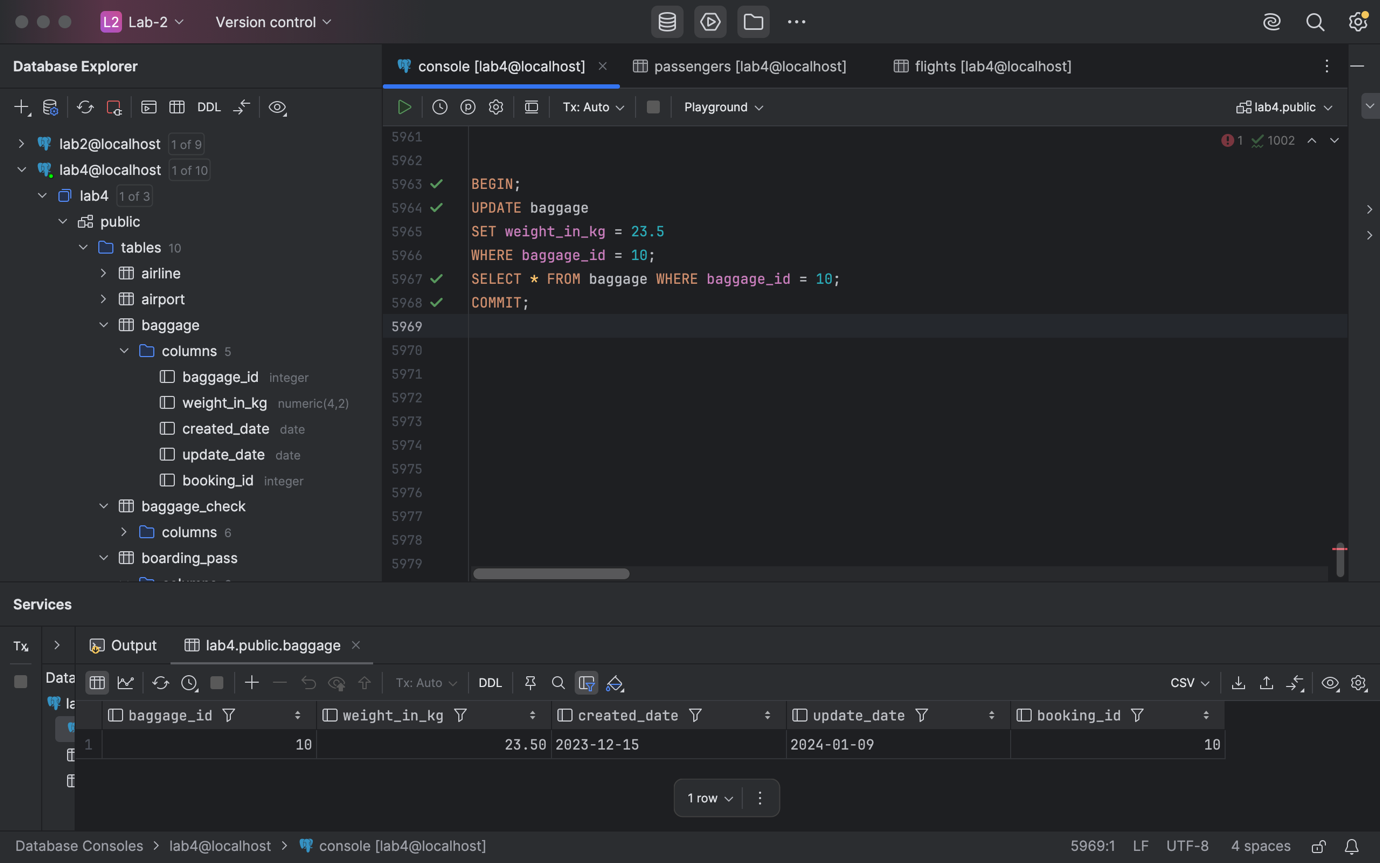 L2 Lab-2 Version control
Database Explorer
console [lab4@localhost] passengers [lab4@localhost] flights [lab4@localhost]
DDL
Tx: Auto Playground lab4.public
lab2@localhost 1 of 9
lab4@localhost 1 of 10
lab4 1 of 3
public
tables 10
airline
airport
baggage
columns 5
baggage_id integer
weight_in_kg numeric(4,2)
created_date date
update_date date
booking_id integer
baggage_check
columns 6
boarding_pass
1 1002
5961
5962
5963 BEGIN;
5964 UPDATE baggage
5965 SET weight_in_kg = 23.5
5966 WHERE baggage_id = 10;
5967 SELECT * FROM baggage WHERE baggage_id = 10;
5968 COMMIT;
5969
5970
5971
5972
5973
5974
5975
5976
5977
5978
5979
Services
Tx Output lab4.public.baggage
Data
la
Tx: Auto DDL CSV
baggage_id weight_in_kg created_date update_date booking_id
1 10 23.50 2023-12-15 2024-01-09 10
1 row
Database Consoles lab4@localhost console [lab4@localhost] 5969:1 LF UTF-8 4 spaces